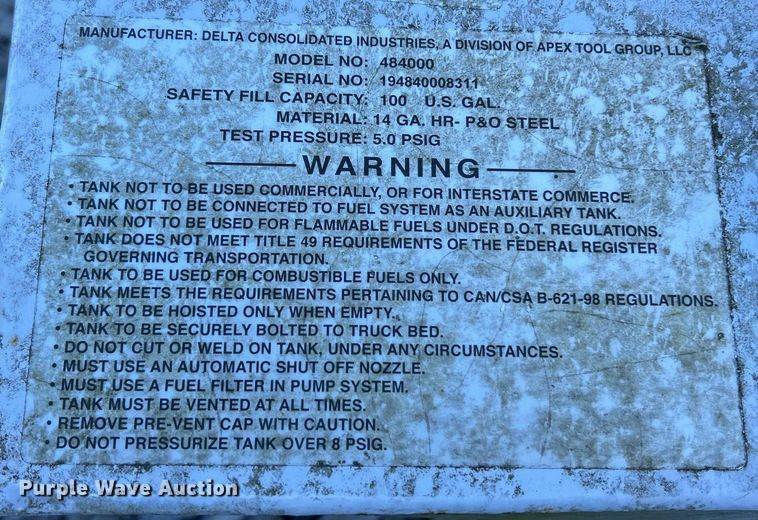 MANUFACTURER: DELTA CONSOLIDATED INDUSTRIES, A DIVISION OF APEX TOOL GROUP, LLC
MODEL NO: 484000
SERIAL NO: 194840008311
SAFETY FILL CAPACITY: 100 U.S. GAL.
MATERIAL: 14 GA. HR- P&O STEEL
TEST PRESSURE: 5.0 PSIG
WARNING
• TANK NOT TO BE USED COMMERCIALLY, OR FOR INTERSTATE COMMERCE.
• TANK NOT TO BE CONNECTED TO FUEL SYSTEM AS AN AUXILIARY TANK.
• TANK NOT TO BE USED FOR FLAMMABLE FUELS UNDER D.O.T. REGULATIONS.
• TANK DOES NOT MEET TITLE 49 REQUIREMENTS OF THE FEDERAL REGISTER
GOVERNING TRANSPORTATION.
• TANK TO BE USED FOR COMBUSTIBLE FUELS ONLY.
• TANK MEETS THE REQUIREMENTS PERTAINING TO CAN/CSA B-621-98 REGULATIONS.
• TANK TO BE HOISTED ONLY WHEN EMPTY.
• TANK TO BE SECURELY BOLTED TO TRUCK BED.
• DO NOT CUT OR WELD ON TANK, UNDER ANY CIRCUMSTANCES.
• MUST USE AN AUTOMATIC SHUT OFF NOZZLE.
• MUST USE A FUEL FILTER IN PUMP SYSTEM.
• TANK MUST BE VENTED AT ALL TIMES.
• REMOVE PRE-VENT CAP WITH CAUTION.
• DO NOT PRESSURIZE TANK OVER 8 PSIG.
Purple Wave Auction